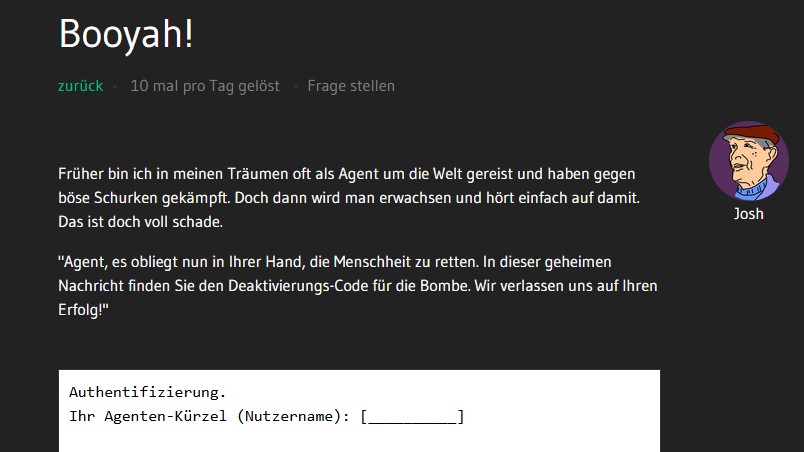 Booyah!
zurück • 10 mal pro Tag gelöst • Frage stellen
Früher bin ich in meinen Träumen oft als Agent um die Welt gereist und haben gegen
böse Schurken gekämpft. Doch dann wird man erwachsen und hört einfach auf damit.
Das ist doch voll schade.
Josh
"Agent, es obliegt nun in Ihrer Hand, die Menschheit zu retten. In dieser geheimen
Nachricht finden Sie den Deaktivierungs-Code für die Bombe. Wir verlassen uns auf Ihren
Erfolg!"
Authentifizierung.
Ihr Agenten-Kürzel (Nutzername): [__________]